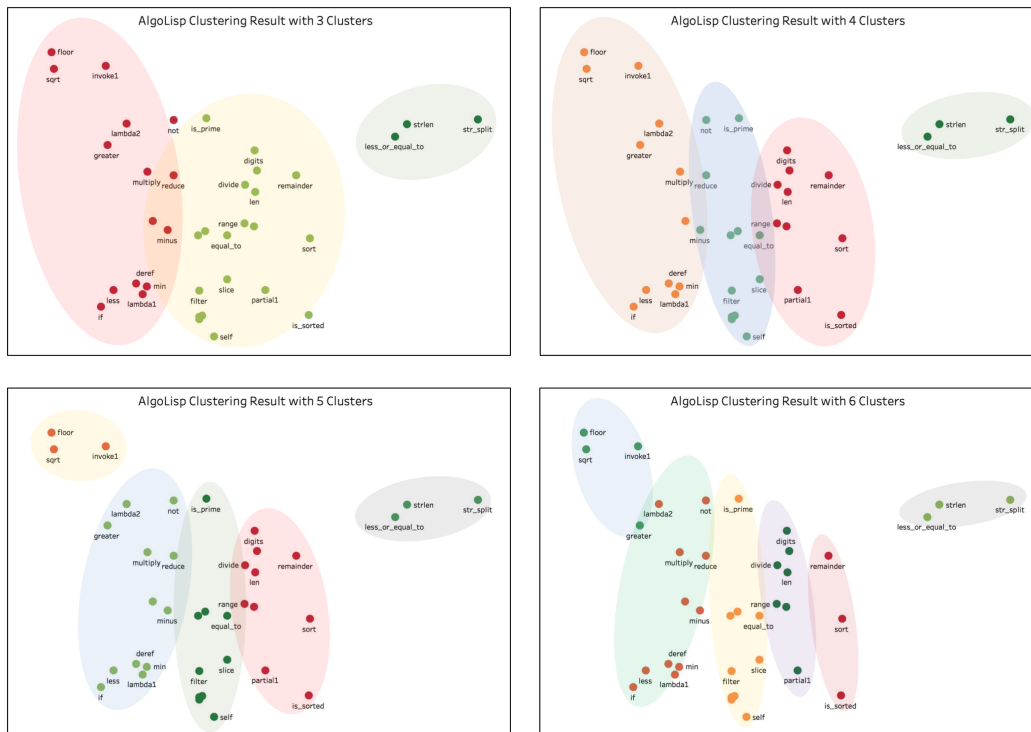 AlgoLisp Clustering Result with 3 Clusters
floor
sqrt
invoke1
lambda2
not
is_prime
greater
strlen
str_split
less_or_equal_to
digits
multiply
reduce
divide
remainder
len
range
minus
equal_to
sort
deref
min
less
lambda1
if
slice
filter
partial1
is_sorted
self
AlgoLisp Clustering Result with 4 Clusters
floor
sqrt
invoke1
lambda2
not
is_prime
greater
strlen
str_split
less_or_equal_to
digits
multiply
reduce
divide
remainder
len
range
minus
equal_to
sort
deref
min
less
lambda1
if
slice
filter
partial1
is_sorted
self
AlgoLisp Clustering Result with 5 Clusters
floor
sqrt
invoke1
lambda2
not
is_prime
greater
strlen
str_split
less_or_equal_to
digits
multiply
reduce
divide
remainder
len
range
minus
equal_to
sort
deref
min
less
lambda1
if
slice
filter
partial1
is_sorted
self
AlgoLisp Clustering Result with 6 Clusters
floor
sqrt
invoke1
lambda2
not
is_prime
greater
strlen
str_split
less_or_equal_to
digits
multiply
reduce
divide
remainder
len
range
minus
equal_to
sort
deref
min
less
lambda1
if
slice
filter
partial1
is_sorted
self